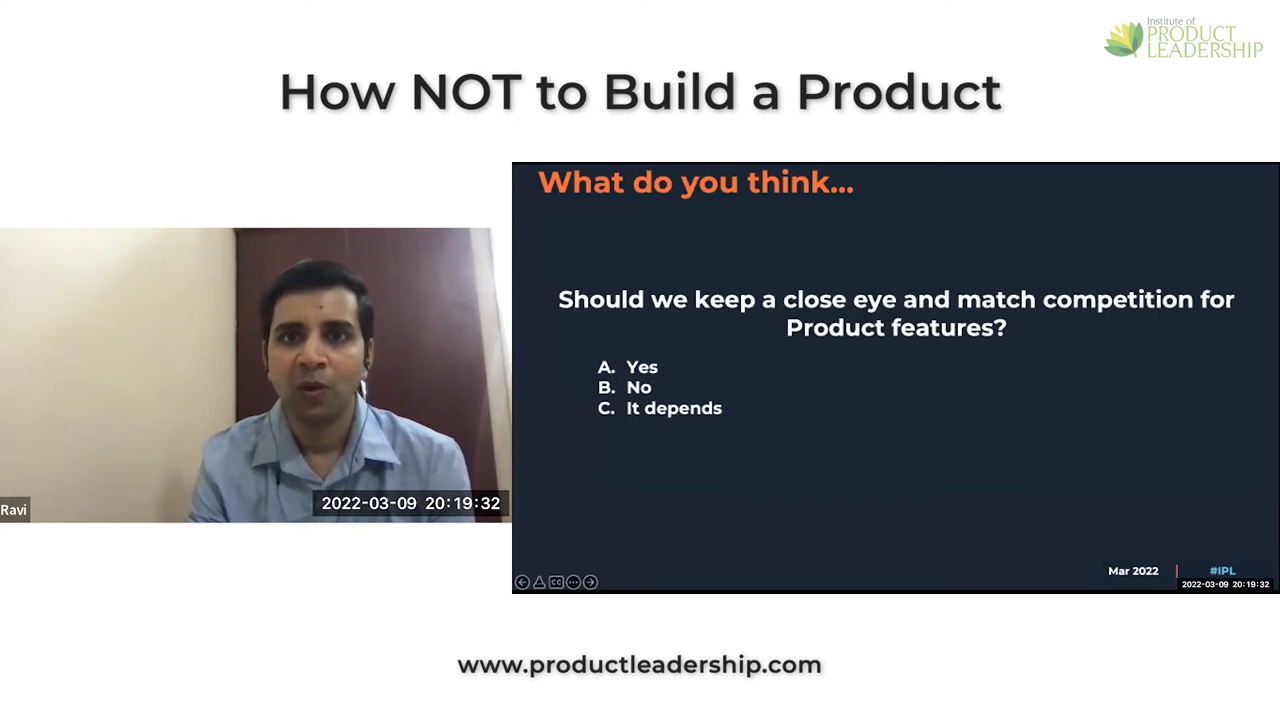 Institute of
PRODUCT
LEADERSHIP
How NOT to Build a Product
What do you think...
Should we keep a close eye and match competition for
Product features?
A. Yes
B. No
C. It depends
Ravi
2022-03-09 20:19:32
Mar 2022
#IPL
2022-03-09 20:19:32
CC
www.productleadership.com